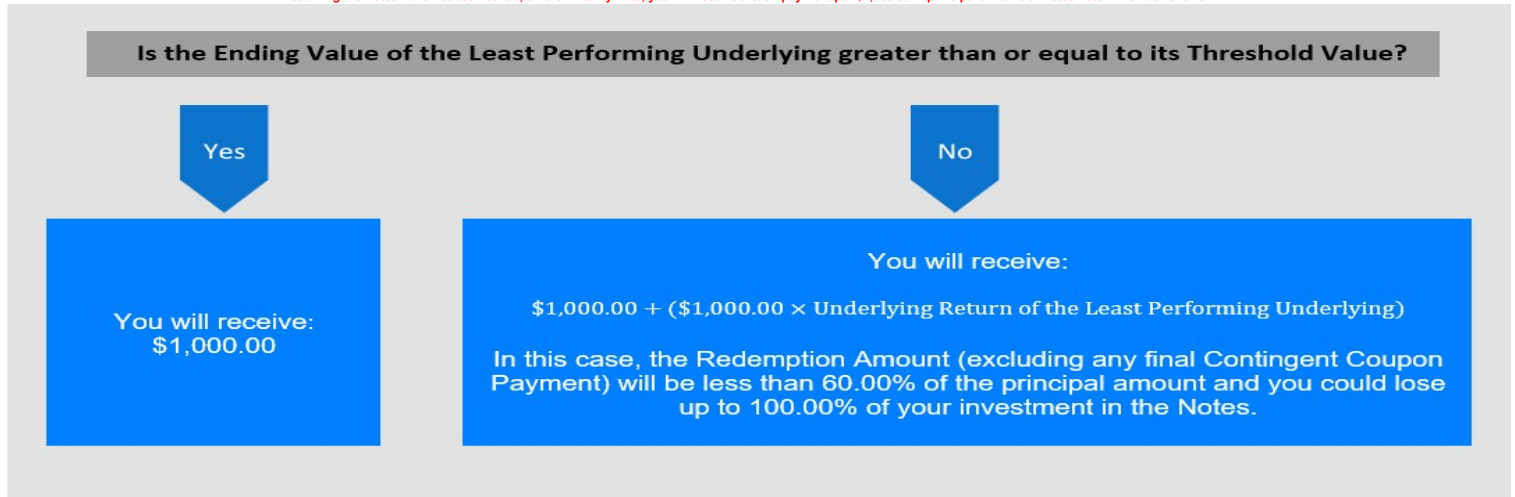 Is the Ending Value of the Least Performing Underlying greater than or equal to its Threshold Value?
Yes
No
You will receive:
$1,000.00
You will receive:
$1,000.00 + ($1,000.00 × Underlying Return of the Least Performing Underlying)
In this case, the Redemption Amount (excluding any final Contingent Coupon
Payment) will be less than 60.00% of the principal amount and you could lose
up to 100.00% of your investment in the Notes.